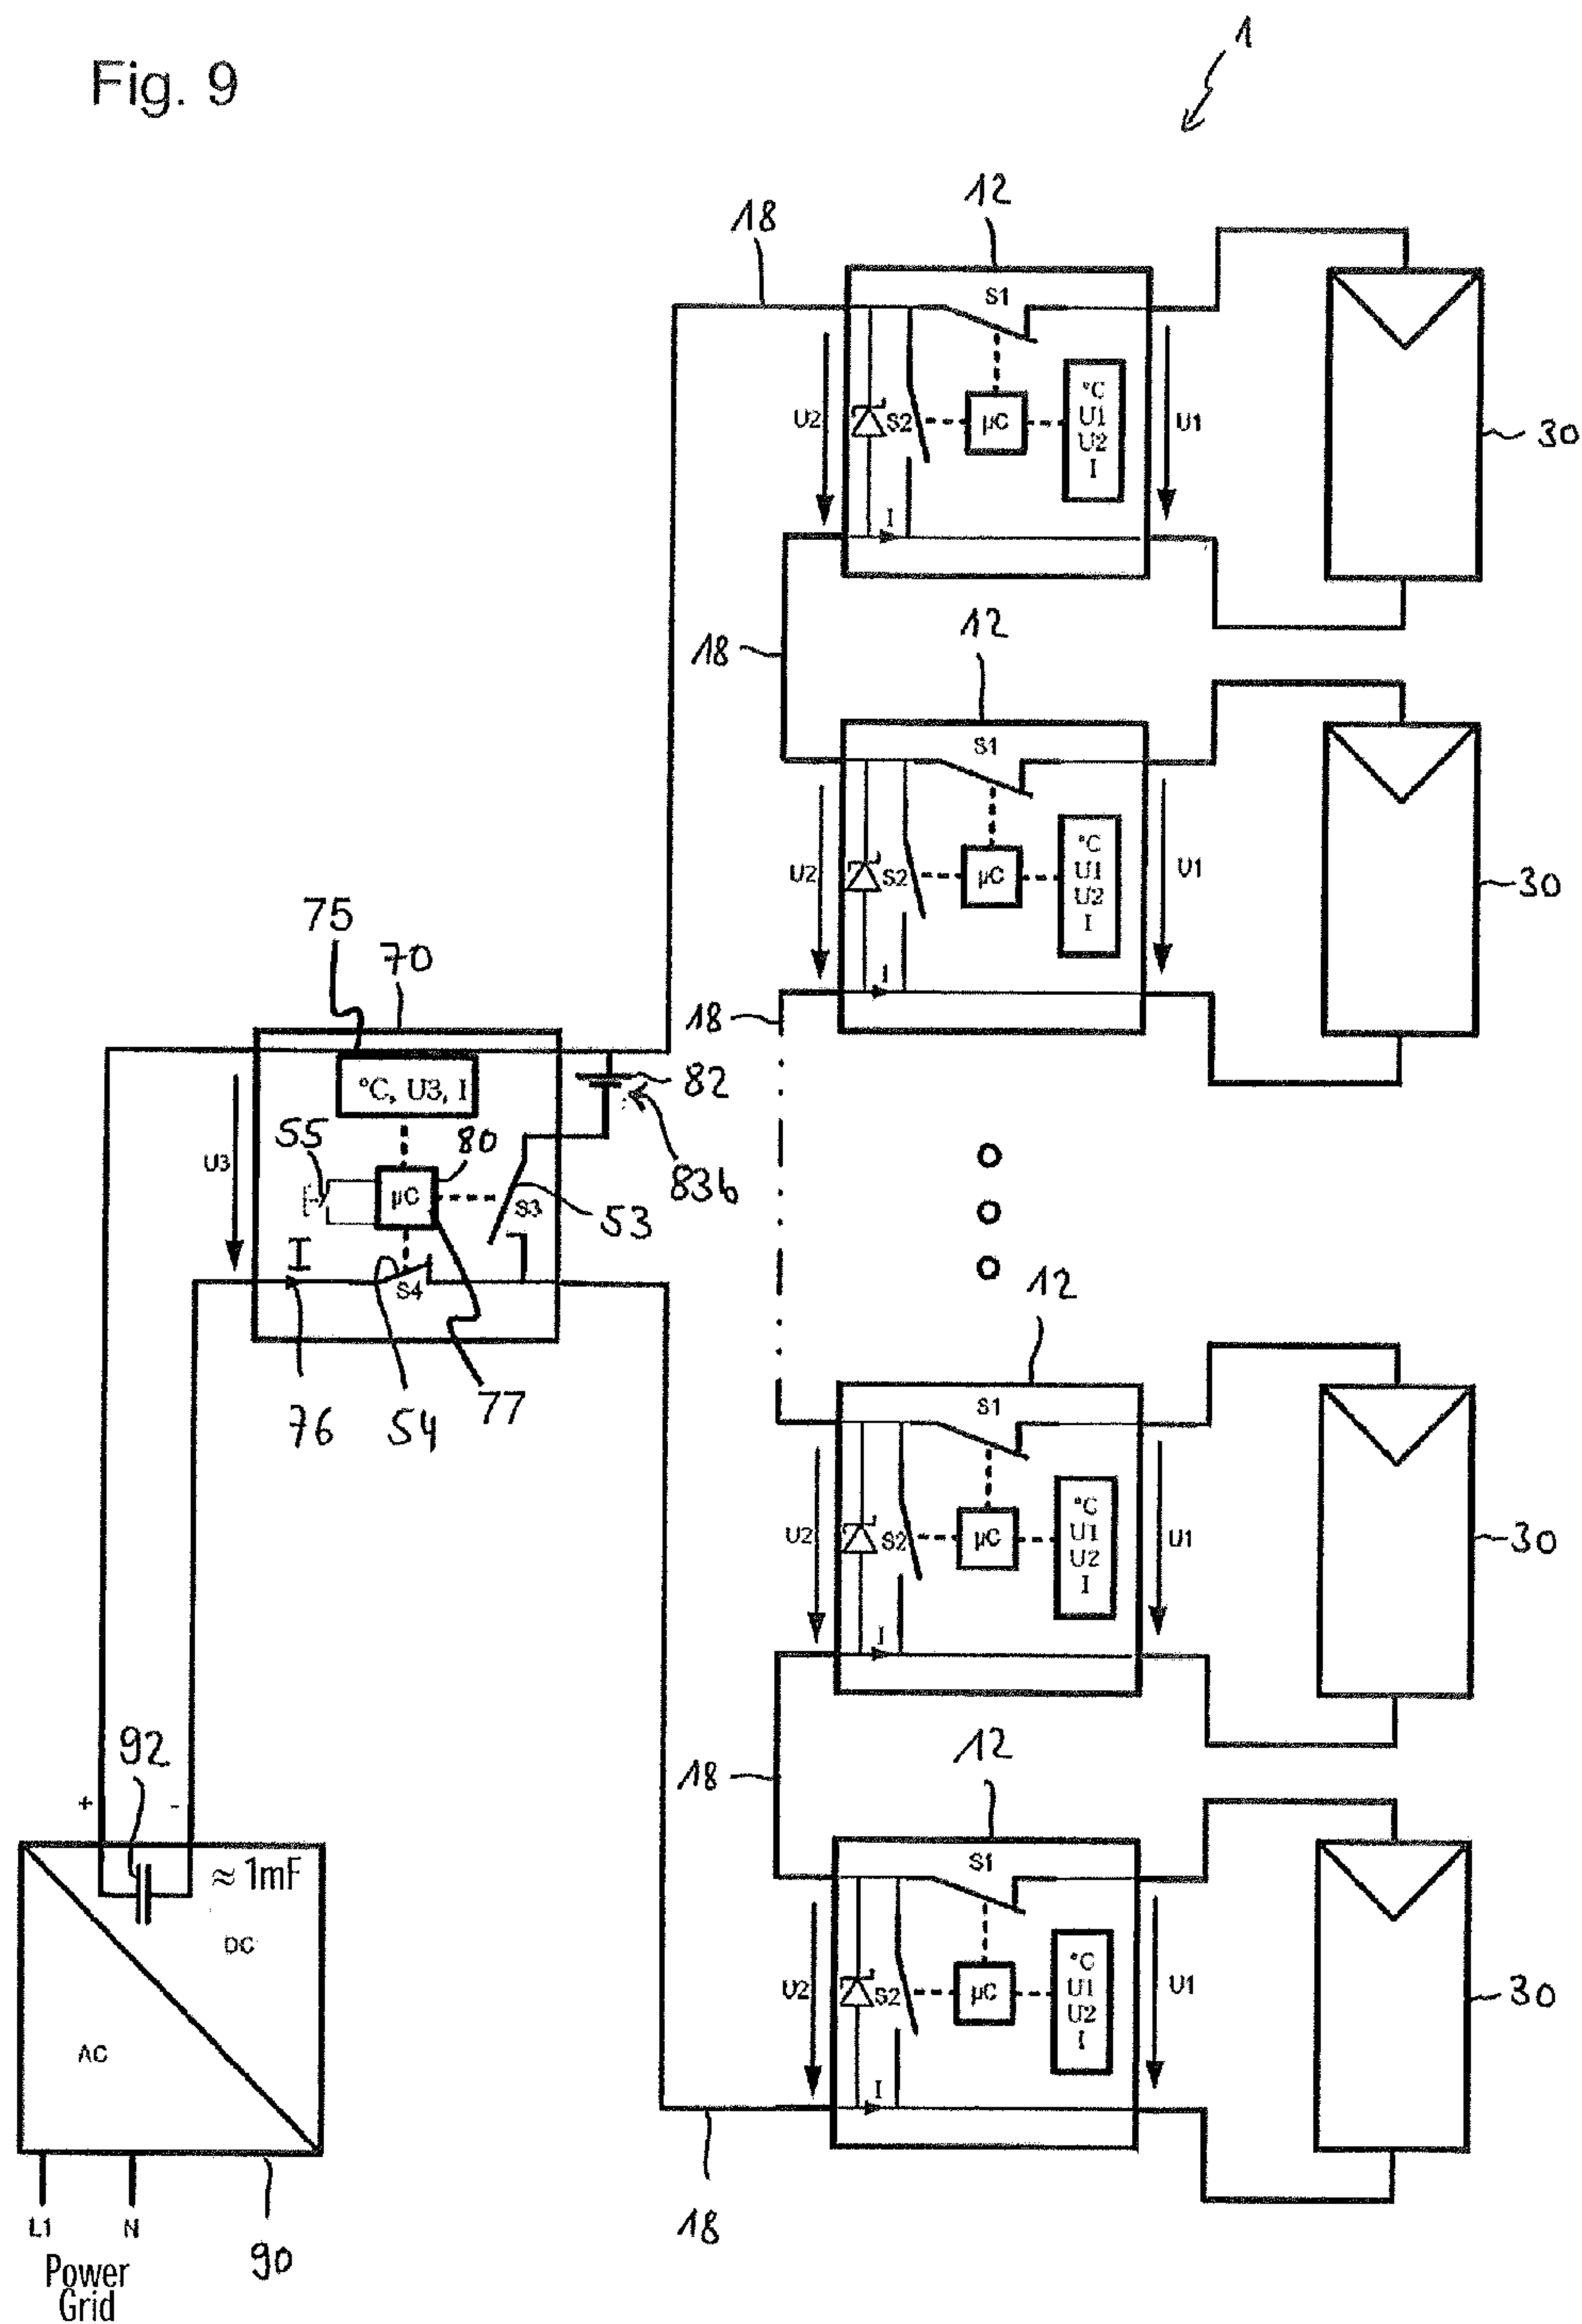 Fig. 9
1
12
18
S1
U2
S2
µC
°C
U1
U2
I
U1
30
I
12
18
S1
U2
S2
µC
°C
U1
U2
I
U1
30
I
18
75
70
°C, U3, I
82
83b
55
80
U3
µC
S3
53
I
S4
76
54
77
12
S1
U2
S2
µC
°C
U1
U2
I
U1
30
I
18
12
S1
U2
S2
µC
°C
U1
U2
I
U1
30
I
18
92
+
-
≈ 1mF
DC
AC
L1
N
90
Power
Grid